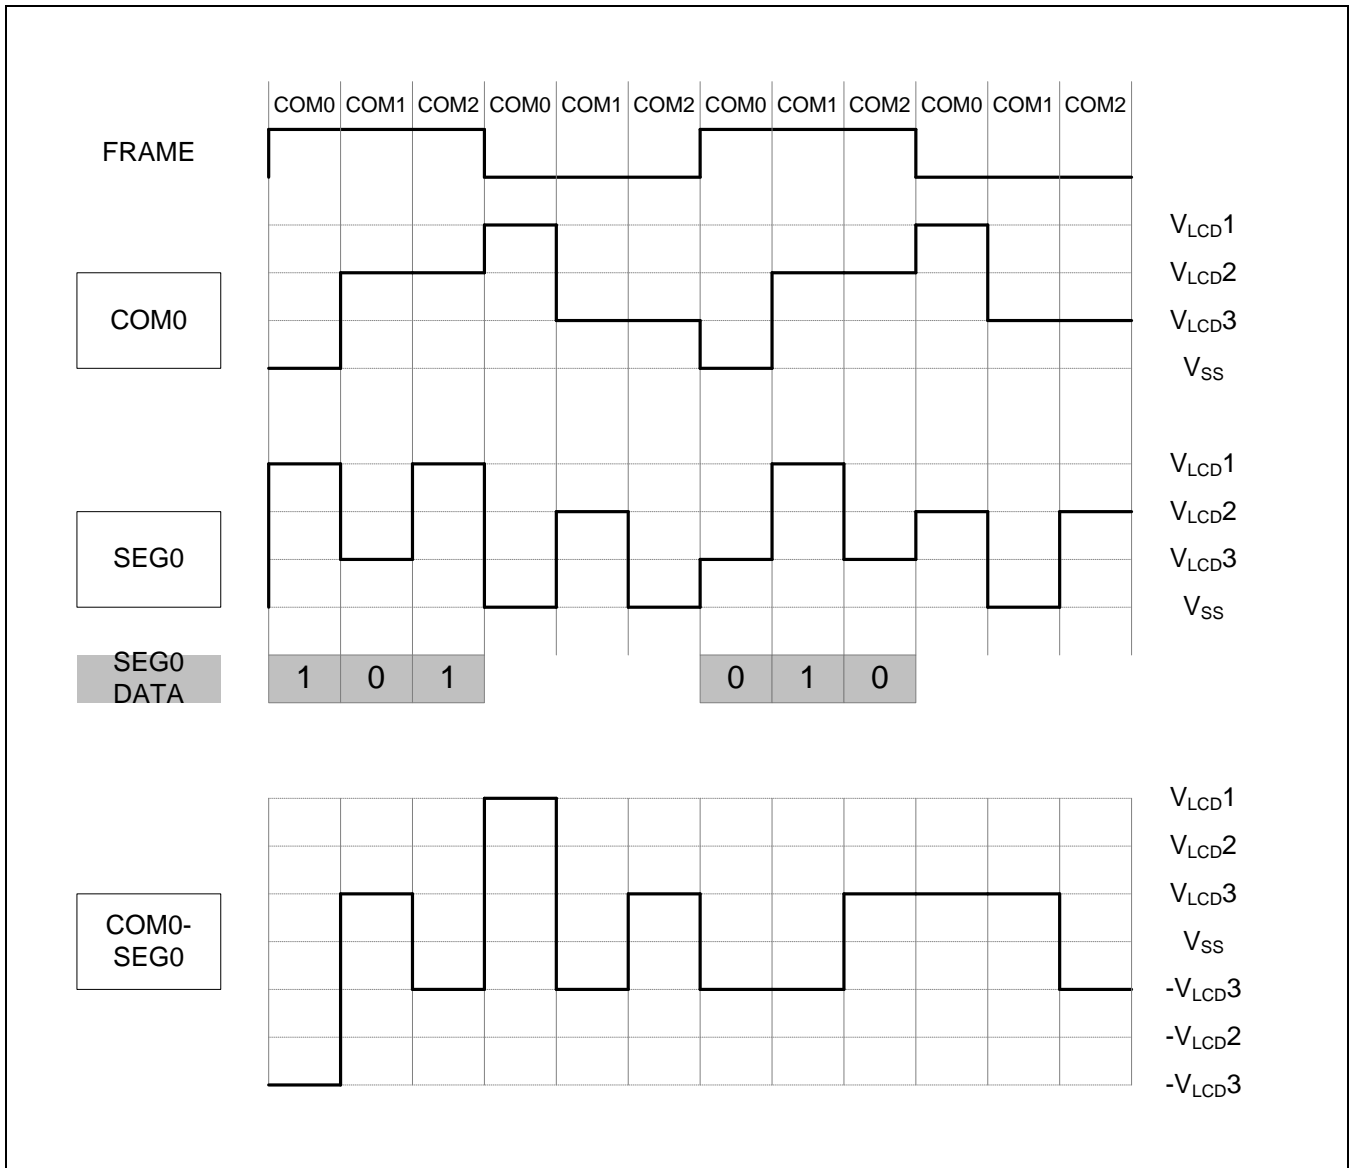 COM0 COM1 COM2 COM0 COM1 COM2 COM0 COM1 COM2 COM0 COM1 COM2
FRAME
VLCD1
VLCD2
COM0
VLCD3
VSS
VLCD1
VLCD2
SEG0
VLCD3
VSS
SEG0
DATA
1 0 1 0 1 0
VLCD1
VLCD2
VLCD3
COM0-
SEG0
VSS
-VLCD3
-VLCD2
-VLCD3